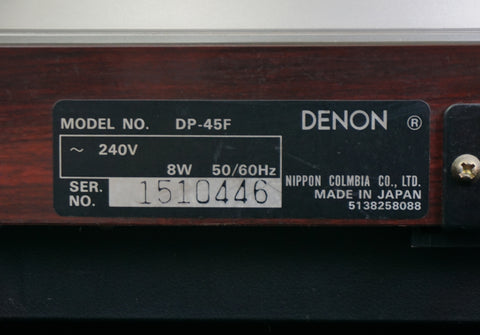 MODEL NO. DP-45F
DENON ®
~ 240V
8W 50/60Hz
SER. NO. 1510446
NIPPON COLMBIA CO., LTD.
MADE IN JAPAN
5138258088